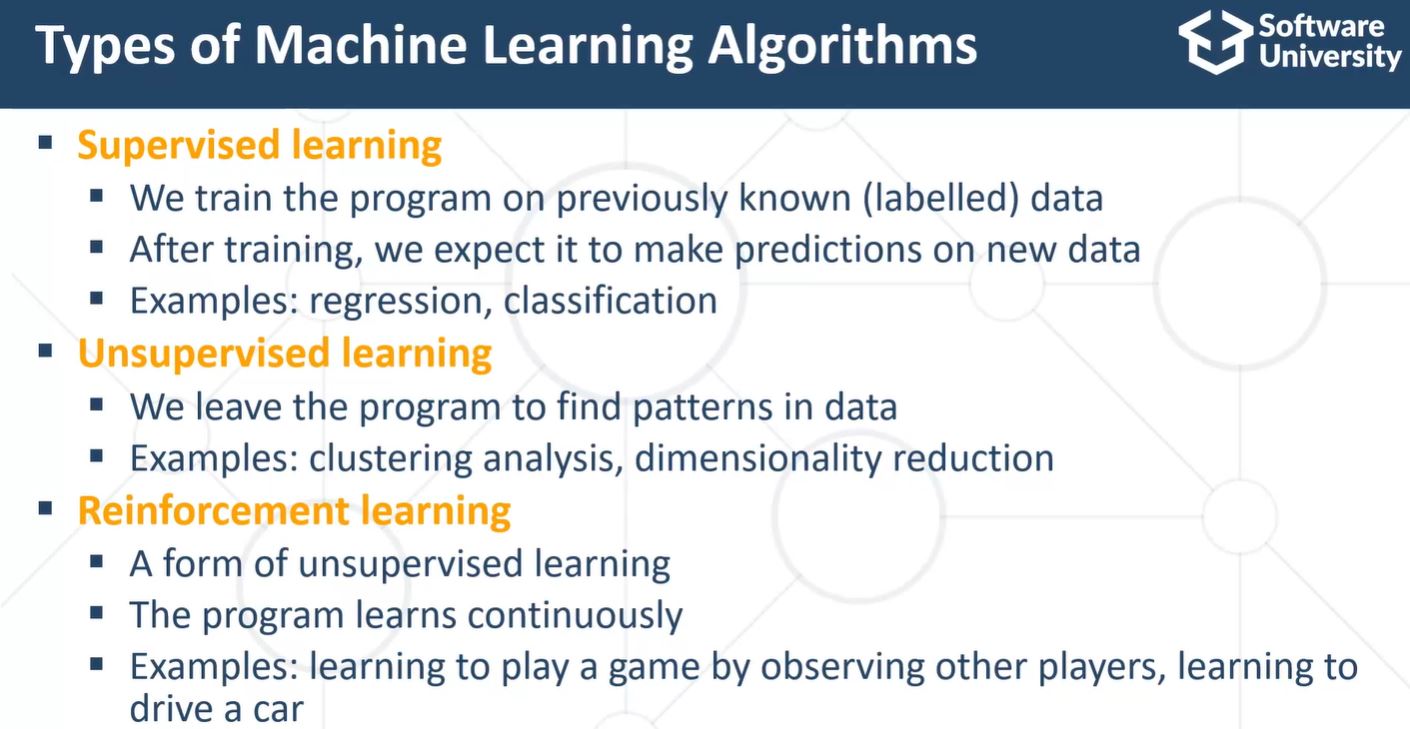 Types of Machine Learning Algorithms
Software
University
Supervised learning
We train the program on previously known (labelled) data
After training, we expect it to make predictions on new data
Examples: regression, classification
Unsupervised learning
We leave the program to find patterns in data
Examples: clustering analysis, dimensionality reduction
Reinforcement learning
A form of unsupervised learning
The program learns continuously
Examples: learning to play a game by observing other players, learning to
drive a car